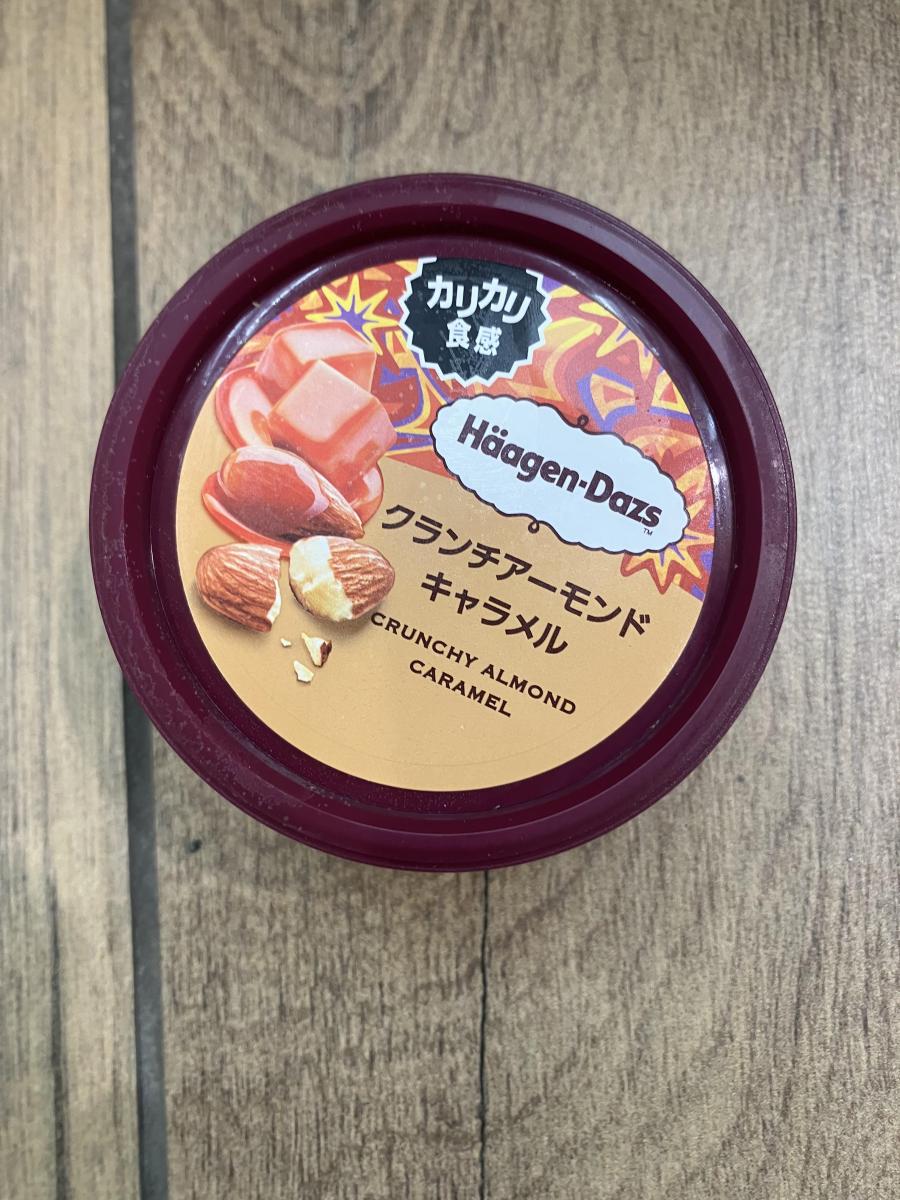 カリカリ
食感
Häagen-Dazs
TM
クランチアーモンド
キャラメル
CRUNCHY ALMOND
CARAMEL